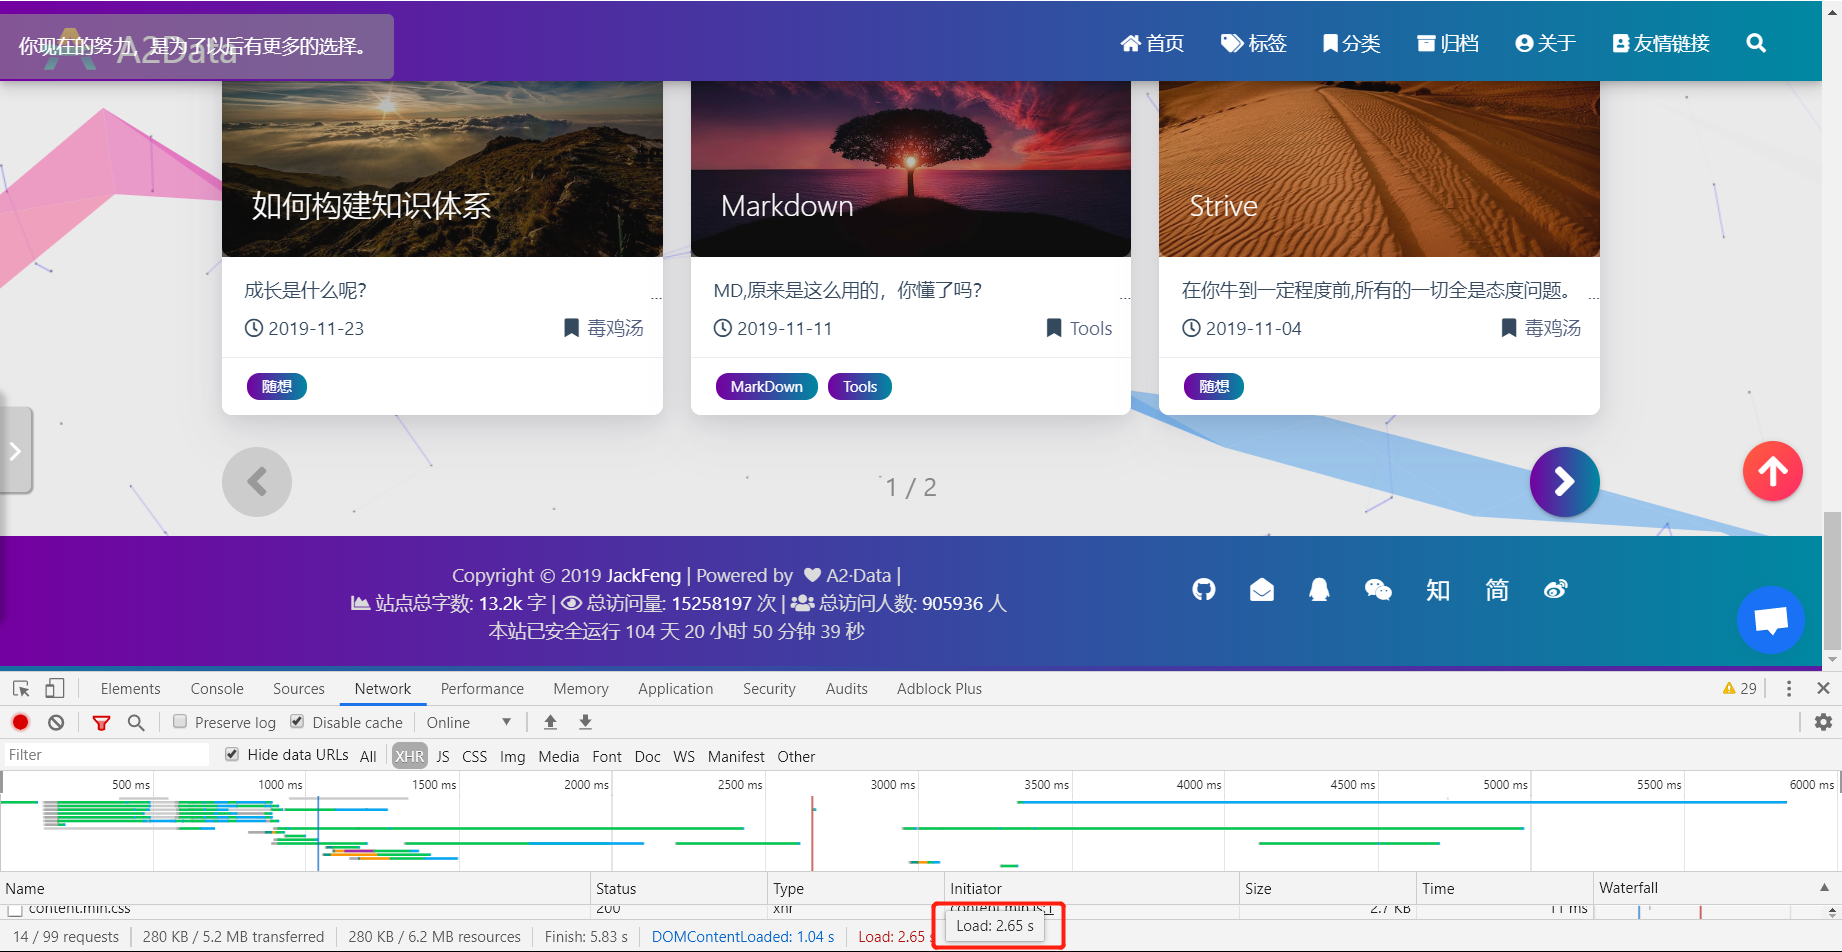 你现在的努力，是为了以后有更多的选择。
A2Data
首页 标签 分类 归档 关于 友情链接
如何构建知识体系
成长是什么呢？ ...
2019-11-23 毒鸡汤
随想
Markdown
MD,原来是这么用的，你懂了吗？ ...
2019-11-11 Tools
MarkDown Tools
Strive
在你牛到一定程度前,所有的一切全是态度问题。 ...
2019-11-04 毒鸡汤
随想
1 / 2
Copyright © 2019 JackFeng | Powered by A2·Data |
站点总字数: 13.2k 字 | 总访问量: 15258197 次 | 总访问人数: 905936 人
本站已安全运行 104 天 20 小时 50 分钟 39 秒
知 简
Elements Console Sources Network Performance Memory Application Security Audits Adblock Plus 29
Preserve log Disable cache Online
Filter Hide data URLs All XHR JS CSS Img Media Font Doc WS Manifest Other
500 ms 1000 ms 1500 ms 2000 ms 2500 ms 3000 ms 3500 ms 4000 ms 4500 ms 5000 ms 5500 ms 6000 ms
Name Status Type Initiator Size Time Waterfall
content.min.css 200 xhr content.min.js:1 2.7 KB 11 ms
14 / 99 requests 280 KB / 5.2 MB transferred 280 KB / 6.2 MB resources Finish: 5.83 s DOMContentLoaded: 1.04 s Load: 2.65 s
Load: 2.65 s